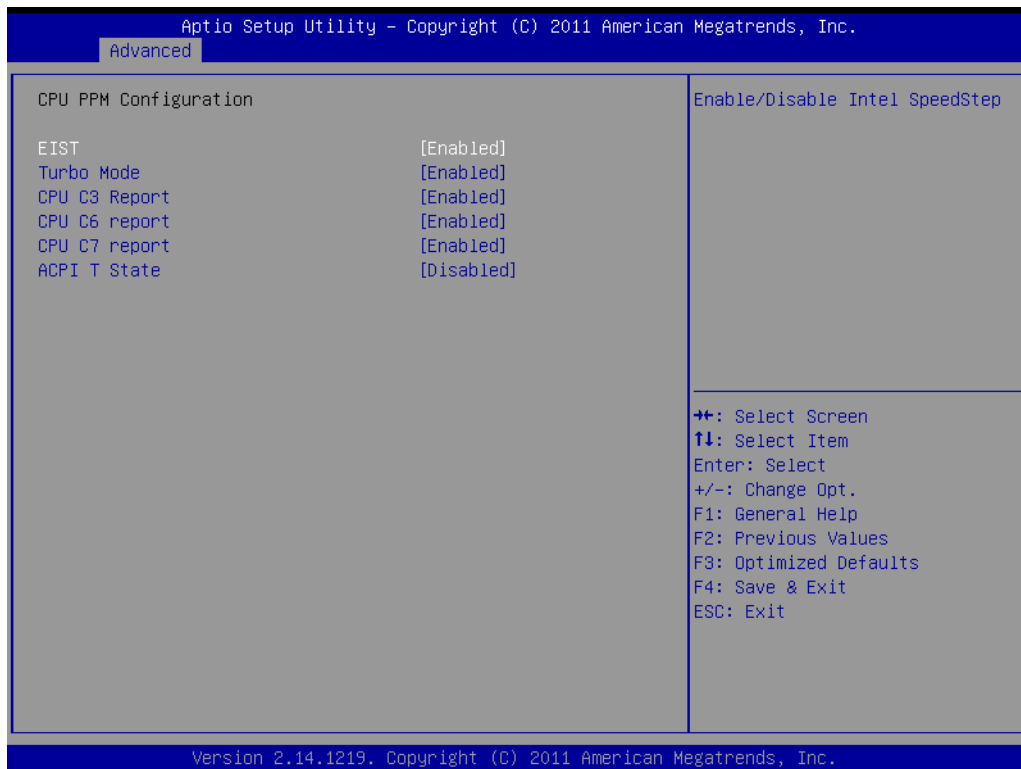 Aptio Setup Utility – Copyright (C) 2011 American Megatrends, Inc.
Advanced
CPU PPM Configuration
EIST [Enabled]
Turbo Mode [Enabled]
CPU C3 Report [Enabled]
CPU C6 report [Enabled]
CPU C7 report [Enabled]
ACPI T State [Disabled]
Enable/Disable Intel SpeedStep
→←: Select Screen
↑↓: Select Item
Enter: Select
+/-: Change Opt.
F1: General Help
F2: Previous Values
F3: Optimized Defaults
F4: Save & Exit
ESC: Exit
Version 2.14.1219. Copyright (C) 2011 American Megatrends, Inc.